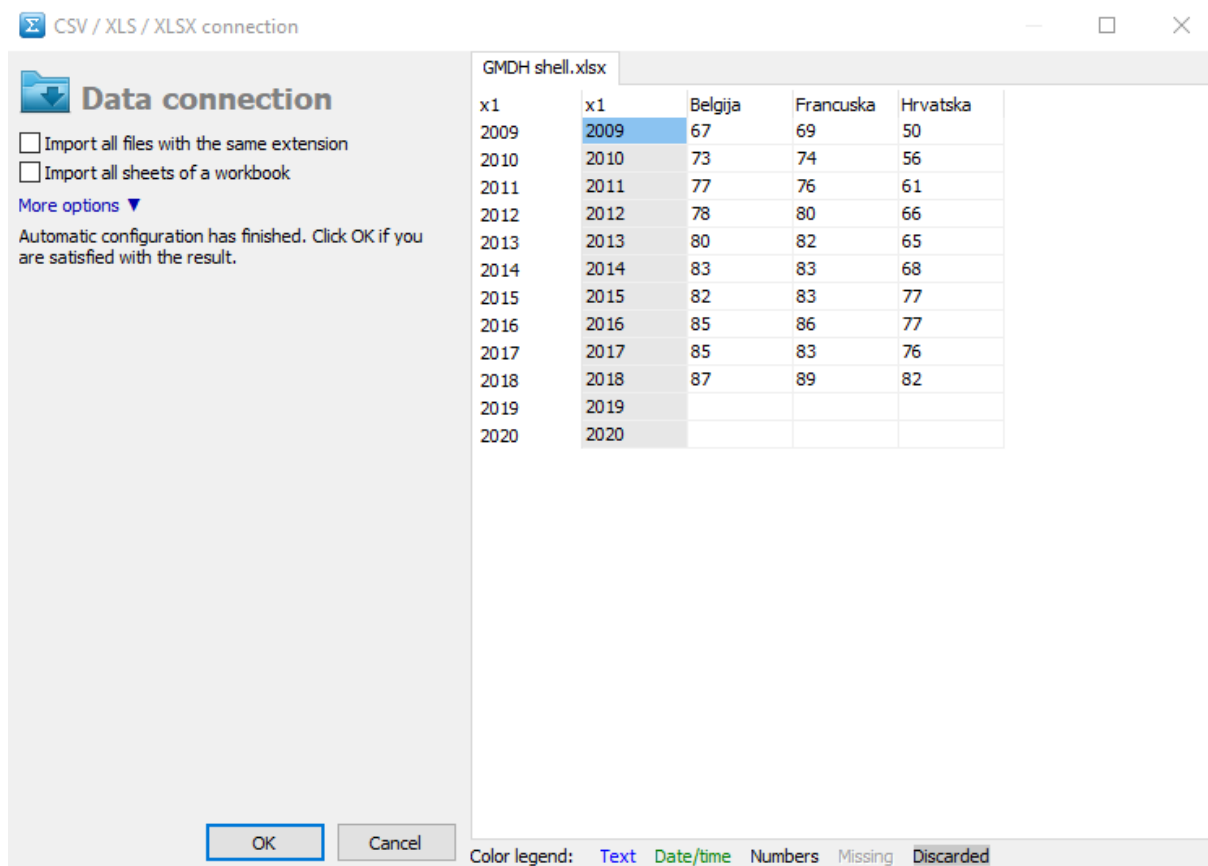 CSV / XLS / XLSX connection
Data connection
Import all files with the same extension
Import all sheets of a workbook
More options ▼
Automatic configuration has finished. Click OK if you
are satisfied with the result.
OK Cancel
GMDH shell.xlsx
x1 x1 Belgija Francuska Hrvatska
2009 2009 67 69 50
2010 2010 73 74 56
2011 2011 77 76 61
2012 2012 78 80 66
2013 2013 80 82 65
2014 2014 83 83 68
2015 2015 82 83 77
2016 2016 85 86 77
2017 2017 85 83 76
2018 2018 87 89 82
2019 2019
2020 2020
Color legend: Text Date/time Numbers Missing Discarded